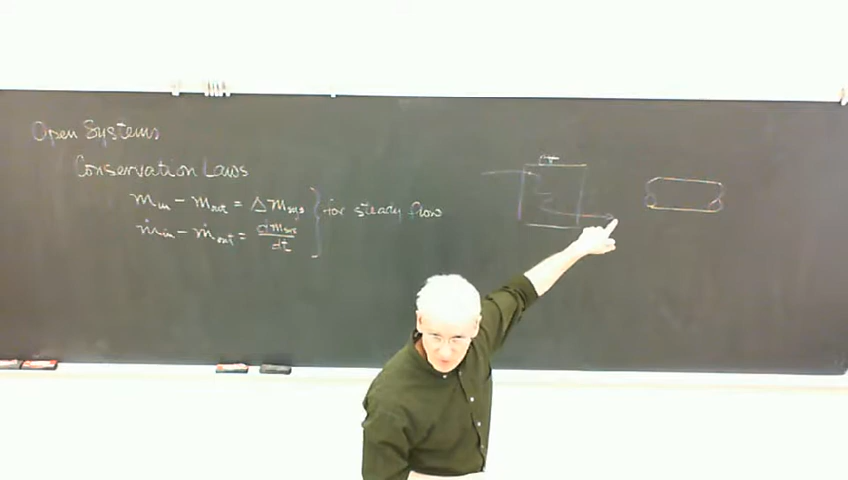 Open Systems
Conservation Laws
m_in - m_out = Δm_sys } for steady flow
ṁ_in - ṁ_out = dm_sys/dt